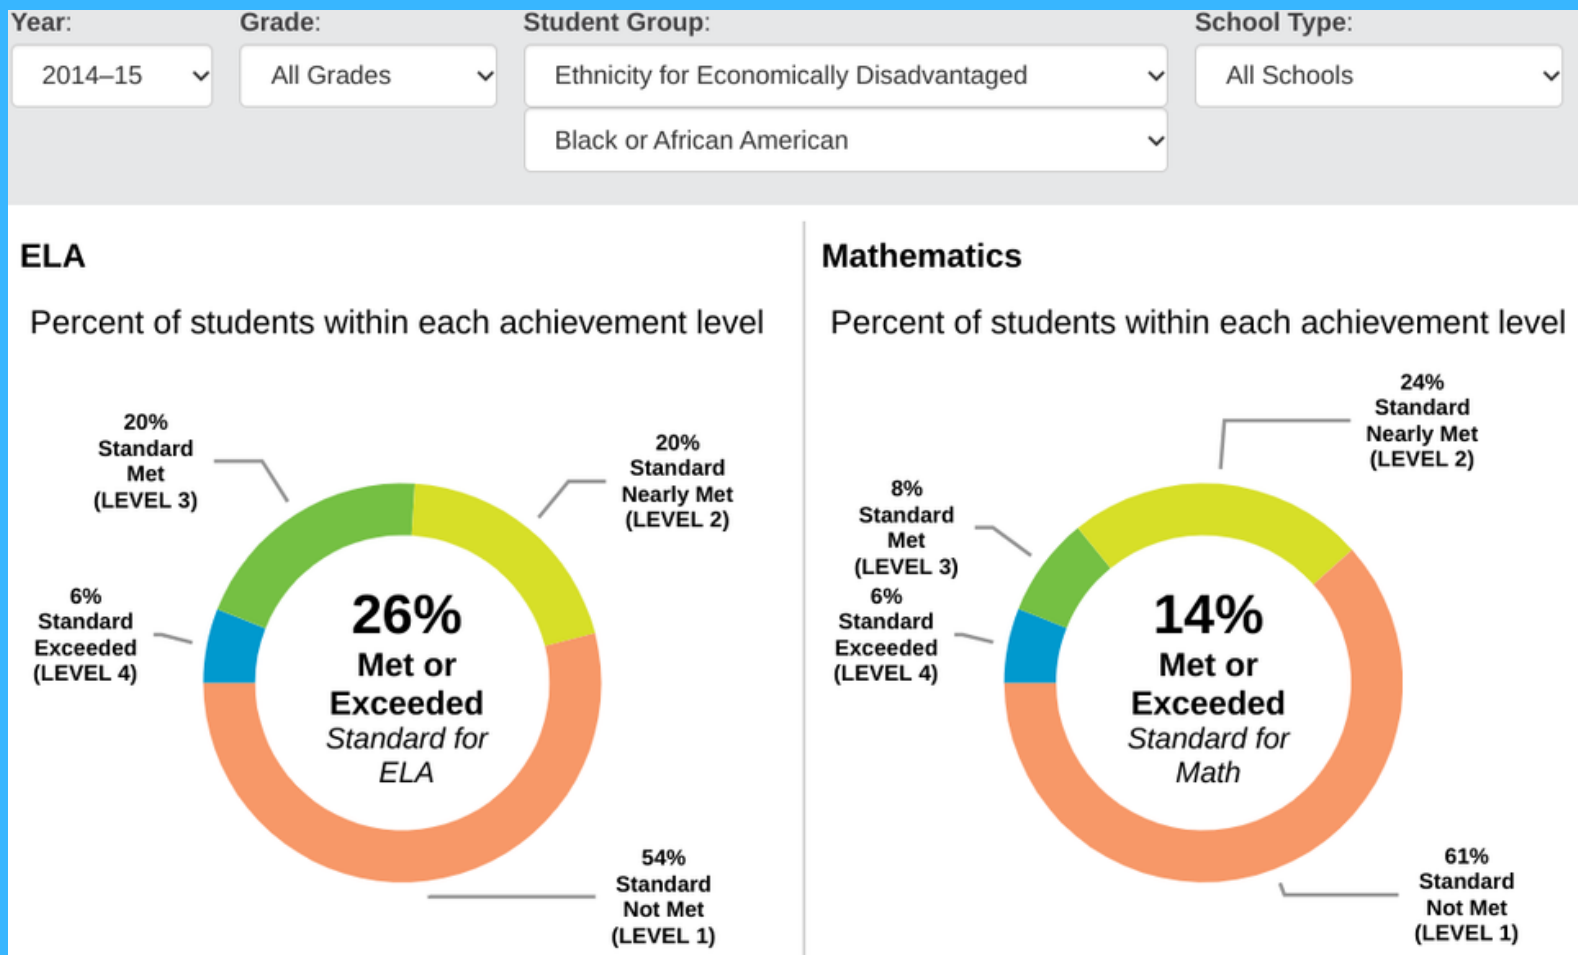 Year:
Grade:
Student Group:
School Type:
2014–15
All Grades
Ethnicity for Economically Disadvantaged
All Schools
Black or African American
ELA
Percent of students within each achievement level
20%
Standard
Met
(LEVEL 3)
20%
Standard
Nearly Met
(LEVEL 2)
6%
Standard
Exceeded
(LEVEL 4)
26%
Met or
Exceeded
Standard for
ELA
54%
Standard
Not Met
(LEVEL 1)
Mathematics
Percent of students within each achievement level
24%
Standard
Nearly Met
(LEVEL 2)
8%
Standard
Met
(LEVEL 3)
6%
Standard
Exceeded
(LEVEL 4)
14%
Met or
Exceeded
Standard for
Math
61%
Standard
Not Met
(LEVEL 1)